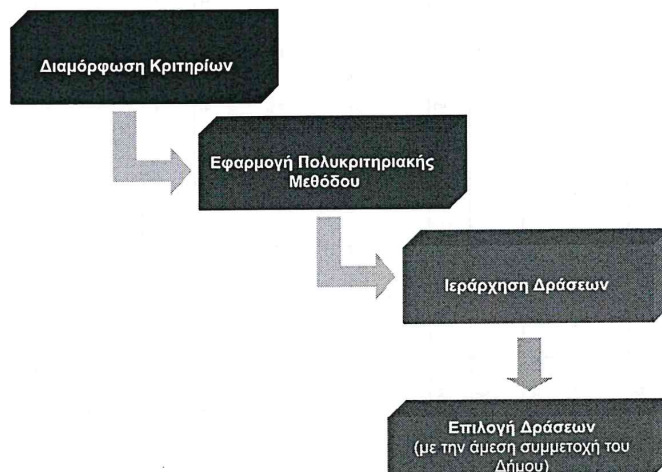 Διαμόρφωση Κριτηρίων
Εφαρμογή Πολυκριτηριακής
Μεθόδου
Ιεράρχηση Δράσεων
Επιλογή Δράσεων
(με την άμεση συμμετοχή του
Δήμου)